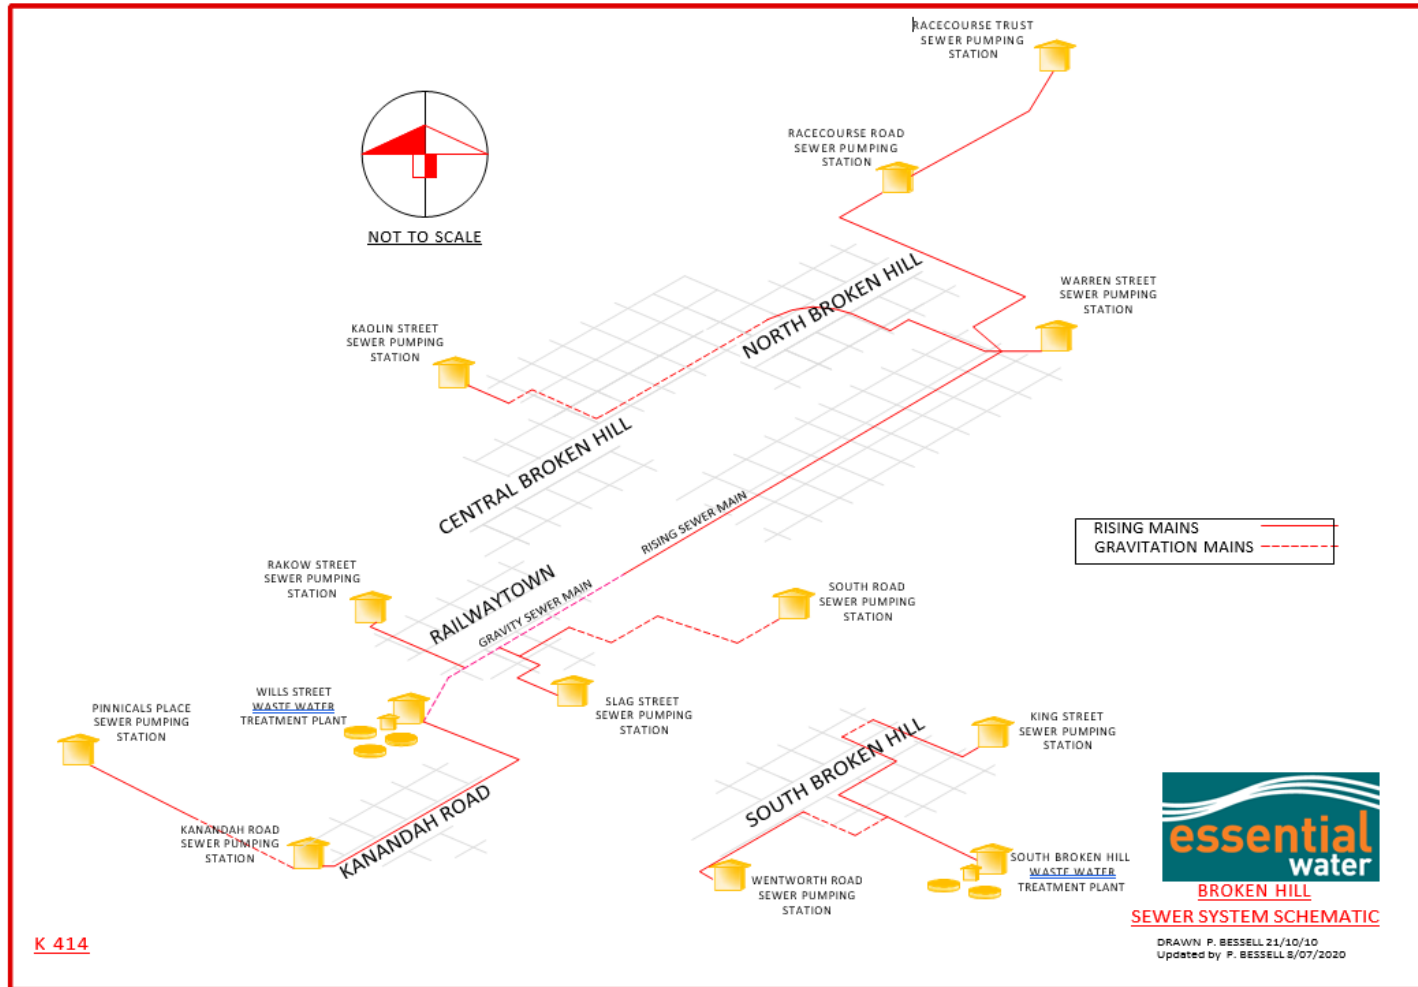 RACECOURSE TRUST
SEWER PUMPING
STATION
RACECOURSE ROAD
SEWER PUMPING
STATION
NOT TO SCALE
WARREN STREET
SEWER PUMPING
STATION
NORTH BROKEN HILL
KAOLIN STREET
SEWER PUMPING
STATION
CENTRAL BROKEN HILL
RISING SEWER MAIN
RISING MAINS
GRAVITATION MAINS
RAKOW STREET
SEWER PUMPING
STATION
RAILWAYTOWN
GRAVITY SEWER MAIN
SOUTH ROAD
SEWER PUMPING
STATION
WILLS STREET
WASTE WATER
TREATMENT PLANT
SLAG STREET
SEWER PUMPING
STATION
PINNICALS PLACE
SEWER PUMPING
STATION
KING STREET
SEWER PUMPING
STATION
SOUTH BROKEN HILL
KANANDAH ROAD
SEWER PUMPING
STATION
KANANDAH ROAD
WENTWORTH ROAD
SEWER PUMPING
STATION
SOUTH BROKEN HILL
WASTE WATER
TREATMENT PLANT
essential
water
BROKEN HILL
SEWER SYSTEM SCHEMATIC
K 414
DRAWN P. BESSELL 21/10/10
Updated by P. BESSELL 8/07/2020